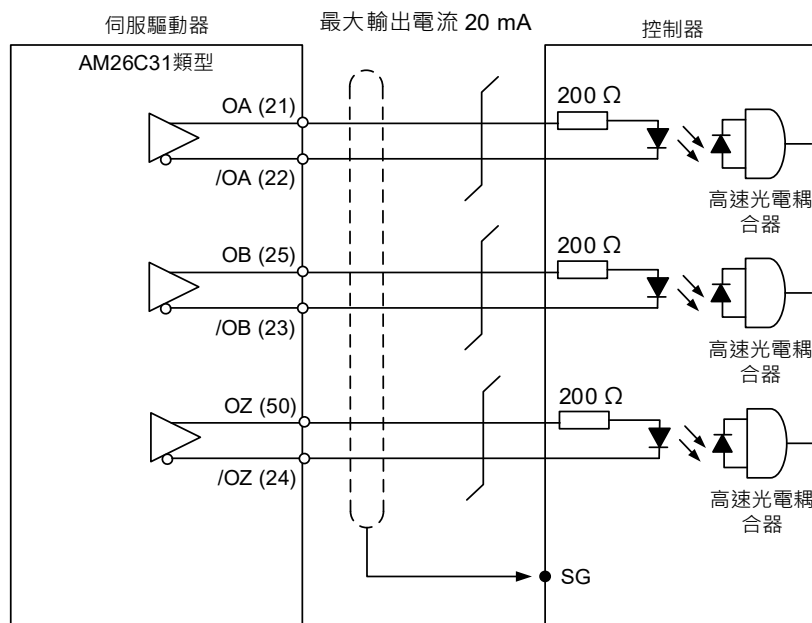 伺服驅動器
最大輸出電流 20 mA
控制器
AM26C31類型
OA (21)
200 Ω
/OA (22)
高速光電耦
合器
OB (25)
200 Ω
/OB (23)
高速光電耦
合器
OZ (50)
200 Ω
/OZ (24)
高速光電耦
合器
SG